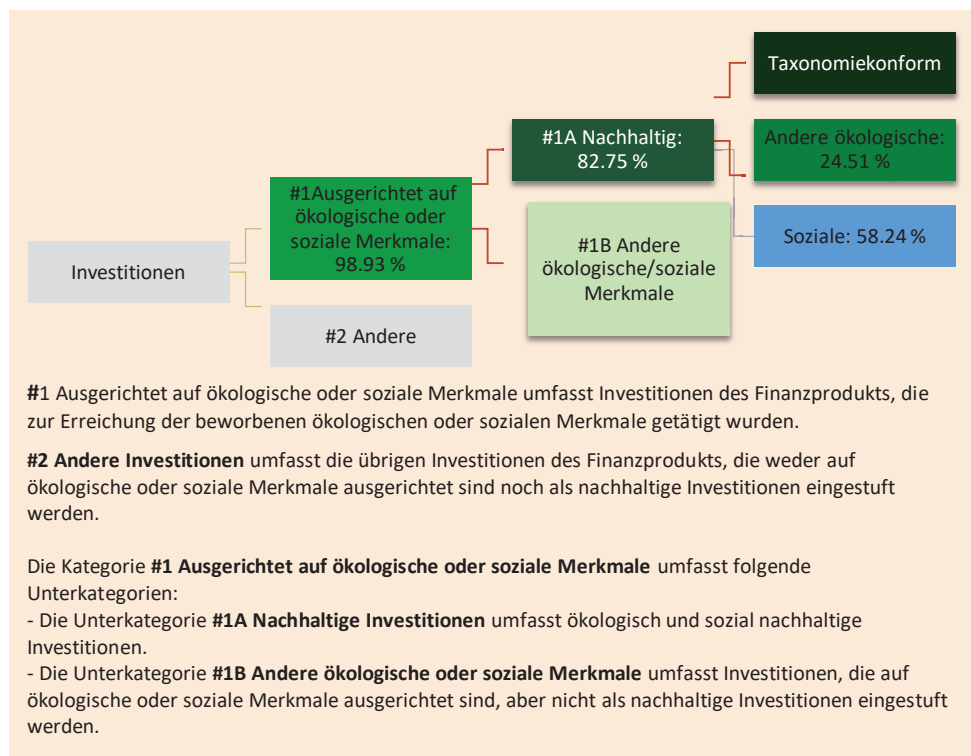 Taxonomiekonform
#1A Nachhaltig:
82.75 %
Andere ökologische:
24.51 %
#1Ausgerichtet auf
ökologische oder
soziale Merkmale:
98.93 %
Soziale: 58.24 %
#1B Andere
ökologische/soziale
Merkmale
Investitionen
#2 Andere
#1 Ausgerichtet auf ökologische oder soziale Merkmale umfasst Investitionen des Finanzprodukts, die
zur Erreichung der beworbenen ökologischen oder sozialen Merkmale getätigt wurden.
#2 Andere Investitionen umfasst die übrigen Investitionen des Finanzprodukts, die weder auf
ökologische oder soziale Merkmale ausgerichtet sind noch als nachhaltige Investitionen eingestuft
werden.
Die Kategorie #1 Ausgerichtet auf ökologische oder soziale Merkmale umfasst folgende
Unterkategorien:
- Die Unterkategorie #1A Nachhaltige Investitionen umfasst ökologisch und sozial nachhaltige
Investitionen.
- Die Unterkategorie #1B Andere ökologische oder soziale Merkmale umfasst Investitionen, die auf
ökologische oder soziale Merkmale ausgerichtet sind, aber nicht als nachhaltige Investitionen eingestuft
werden.